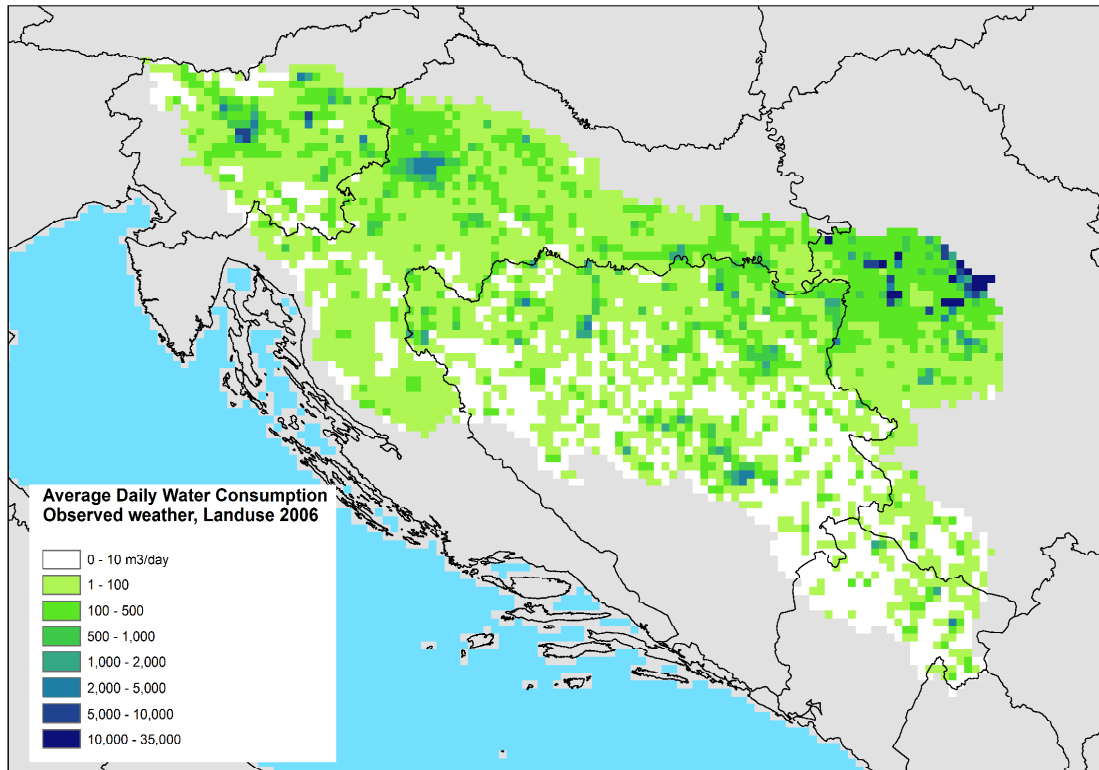 Average Daily Water Consumption
Observed weather, Landuse 2006
0 - 10 m3/day
1 - 100
100 - 500
500 - 1,000
1,000 - 2,000
2,000 - 5,000
5,000 - 10,000
10,000 - 35,000